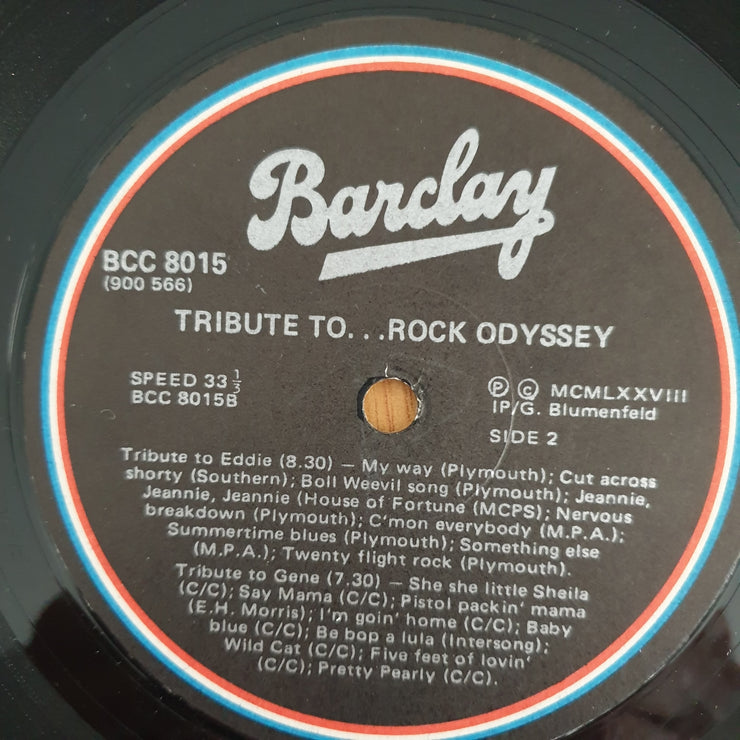 Barclay
BCC 8015
(900 566)
TRIBUTE TO...ROCK ODYSSEY
SPEED 33 1/3
BCC 8015B
Ⓟ © MCMLXXVIII
IP/G. Blumenfeld
SIDE 2
Tribute to Eddie (8.30) – My way (Plymouth); Cut across
shorty (Southern); Boll Weevil song (Plymouth); Jeannie,
Jeannie, Jeannie (House of Fortune (MCPS); Nervous
breakdown (Plymouth); C'mon everybody (M.P.A.);
Summertime blues (Plymouth); Something else
(M.P.A.); Twenty flight rock (Plymouth).
Tribute to Gene (7.30) – She she little Sheila
(C/C); Say Mama (C/C); Pistol packin' mama
(E.H. Morris); I'm goin' home (C/C); Baby
blue (C/C); Be bop a lula (Intersong);
Wild Cat (C/C); Five feet of lovin'
(C/C); Pretty Pearly (C/C).